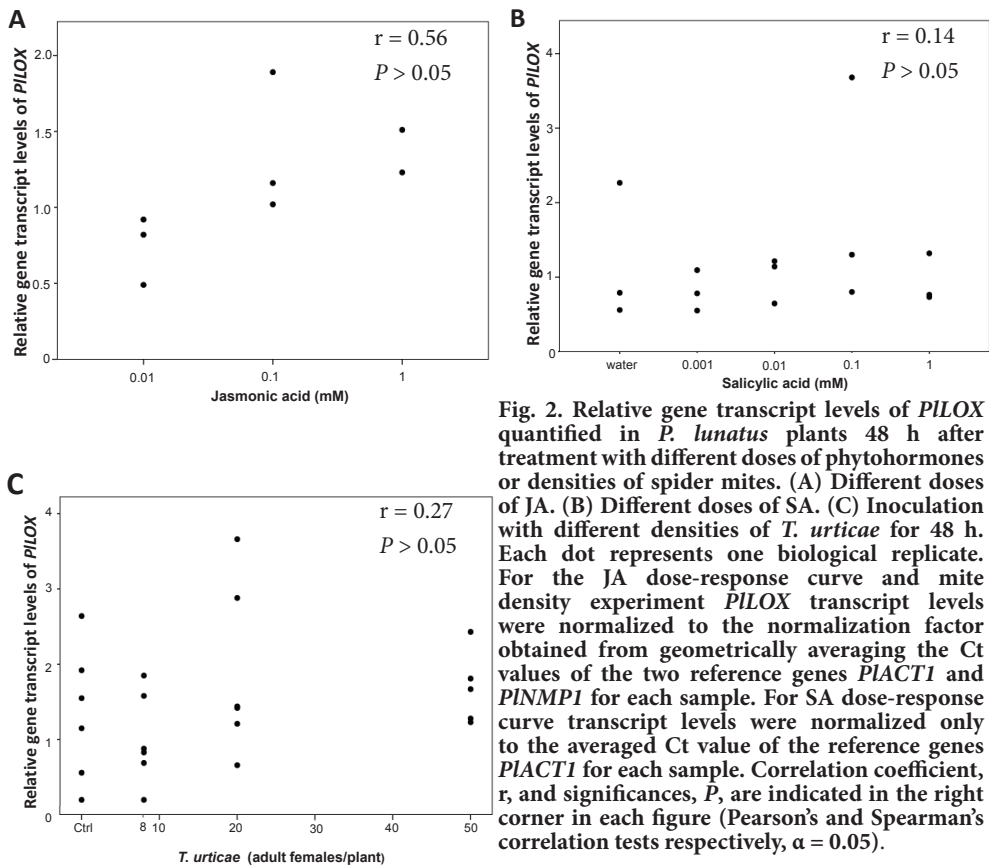 A
r = 0.56
P > 0.05
Relative gene transcript levels of PlLOX
2.0
1.5
1.0
0.5
0
0.01 0.1 1
Jasmonic acid (mM)
B
r = 0.14
P > 0.05
Relative gene transcript levels of PlLOX
4
3
2
1
0
water 0.001 0.01 0.1 1
Salicylic acid (mM)
C
r = 0.27
P > 0.05
Relative gene transcript levels of PlLOX
4
3
2
1
0
Ctrl 8 10 20 30 40 50
T. urticae (adult females/plant)
Fig. 2. Relative gene transcript levels of PlLOX
quantified in P. lunatus plants 48 h after
treatment with different doses of phytohormones
or densities of spider mites. (A) Different doses
of JA. (B) Different doses of SA. (C) Inoculation
with different densities of T. urticae for 48 h.
Each dot represents one biological replicate.
For the JA dose-response curve and mite
density experiment PlLOX transcript levels
were normalized to the normalization factor
obtained from geometrically averaging the Ct
values of the two reference genes PlACT1 and
PlNMP1 for each sample. For SA dose-response
curve transcript levels were normalized only
to the averaged Ct value of the reference genes
PlACT1 for each sample. Correlation coefficient,
r, and significances, P, are indicated in the right
corner in each figure (Pearson's and Spearman's
correlation tests respectively, α = 0.05).